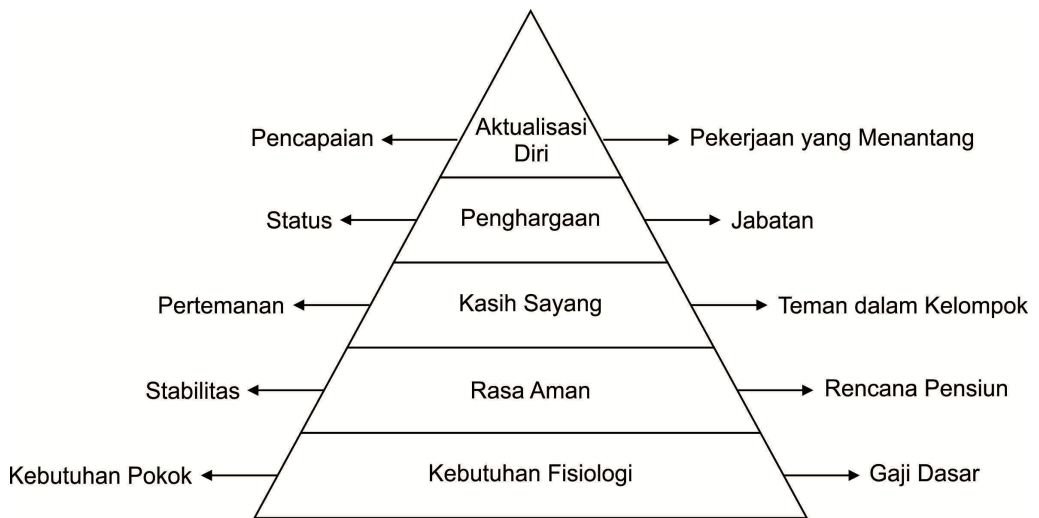 Aktualisasi
Diri
Pencapaian
Pekerjaan yang Menantang
Status
Penghargaan
Jabatan
Pertemanan
Kasih Sayang
Teman dalam Kelompok
Stabilitas
Rasa Aman
Rencana Pensiun
Kebutuhan Pokok
Kebutuhan Fisiologi
Gaji Dasar